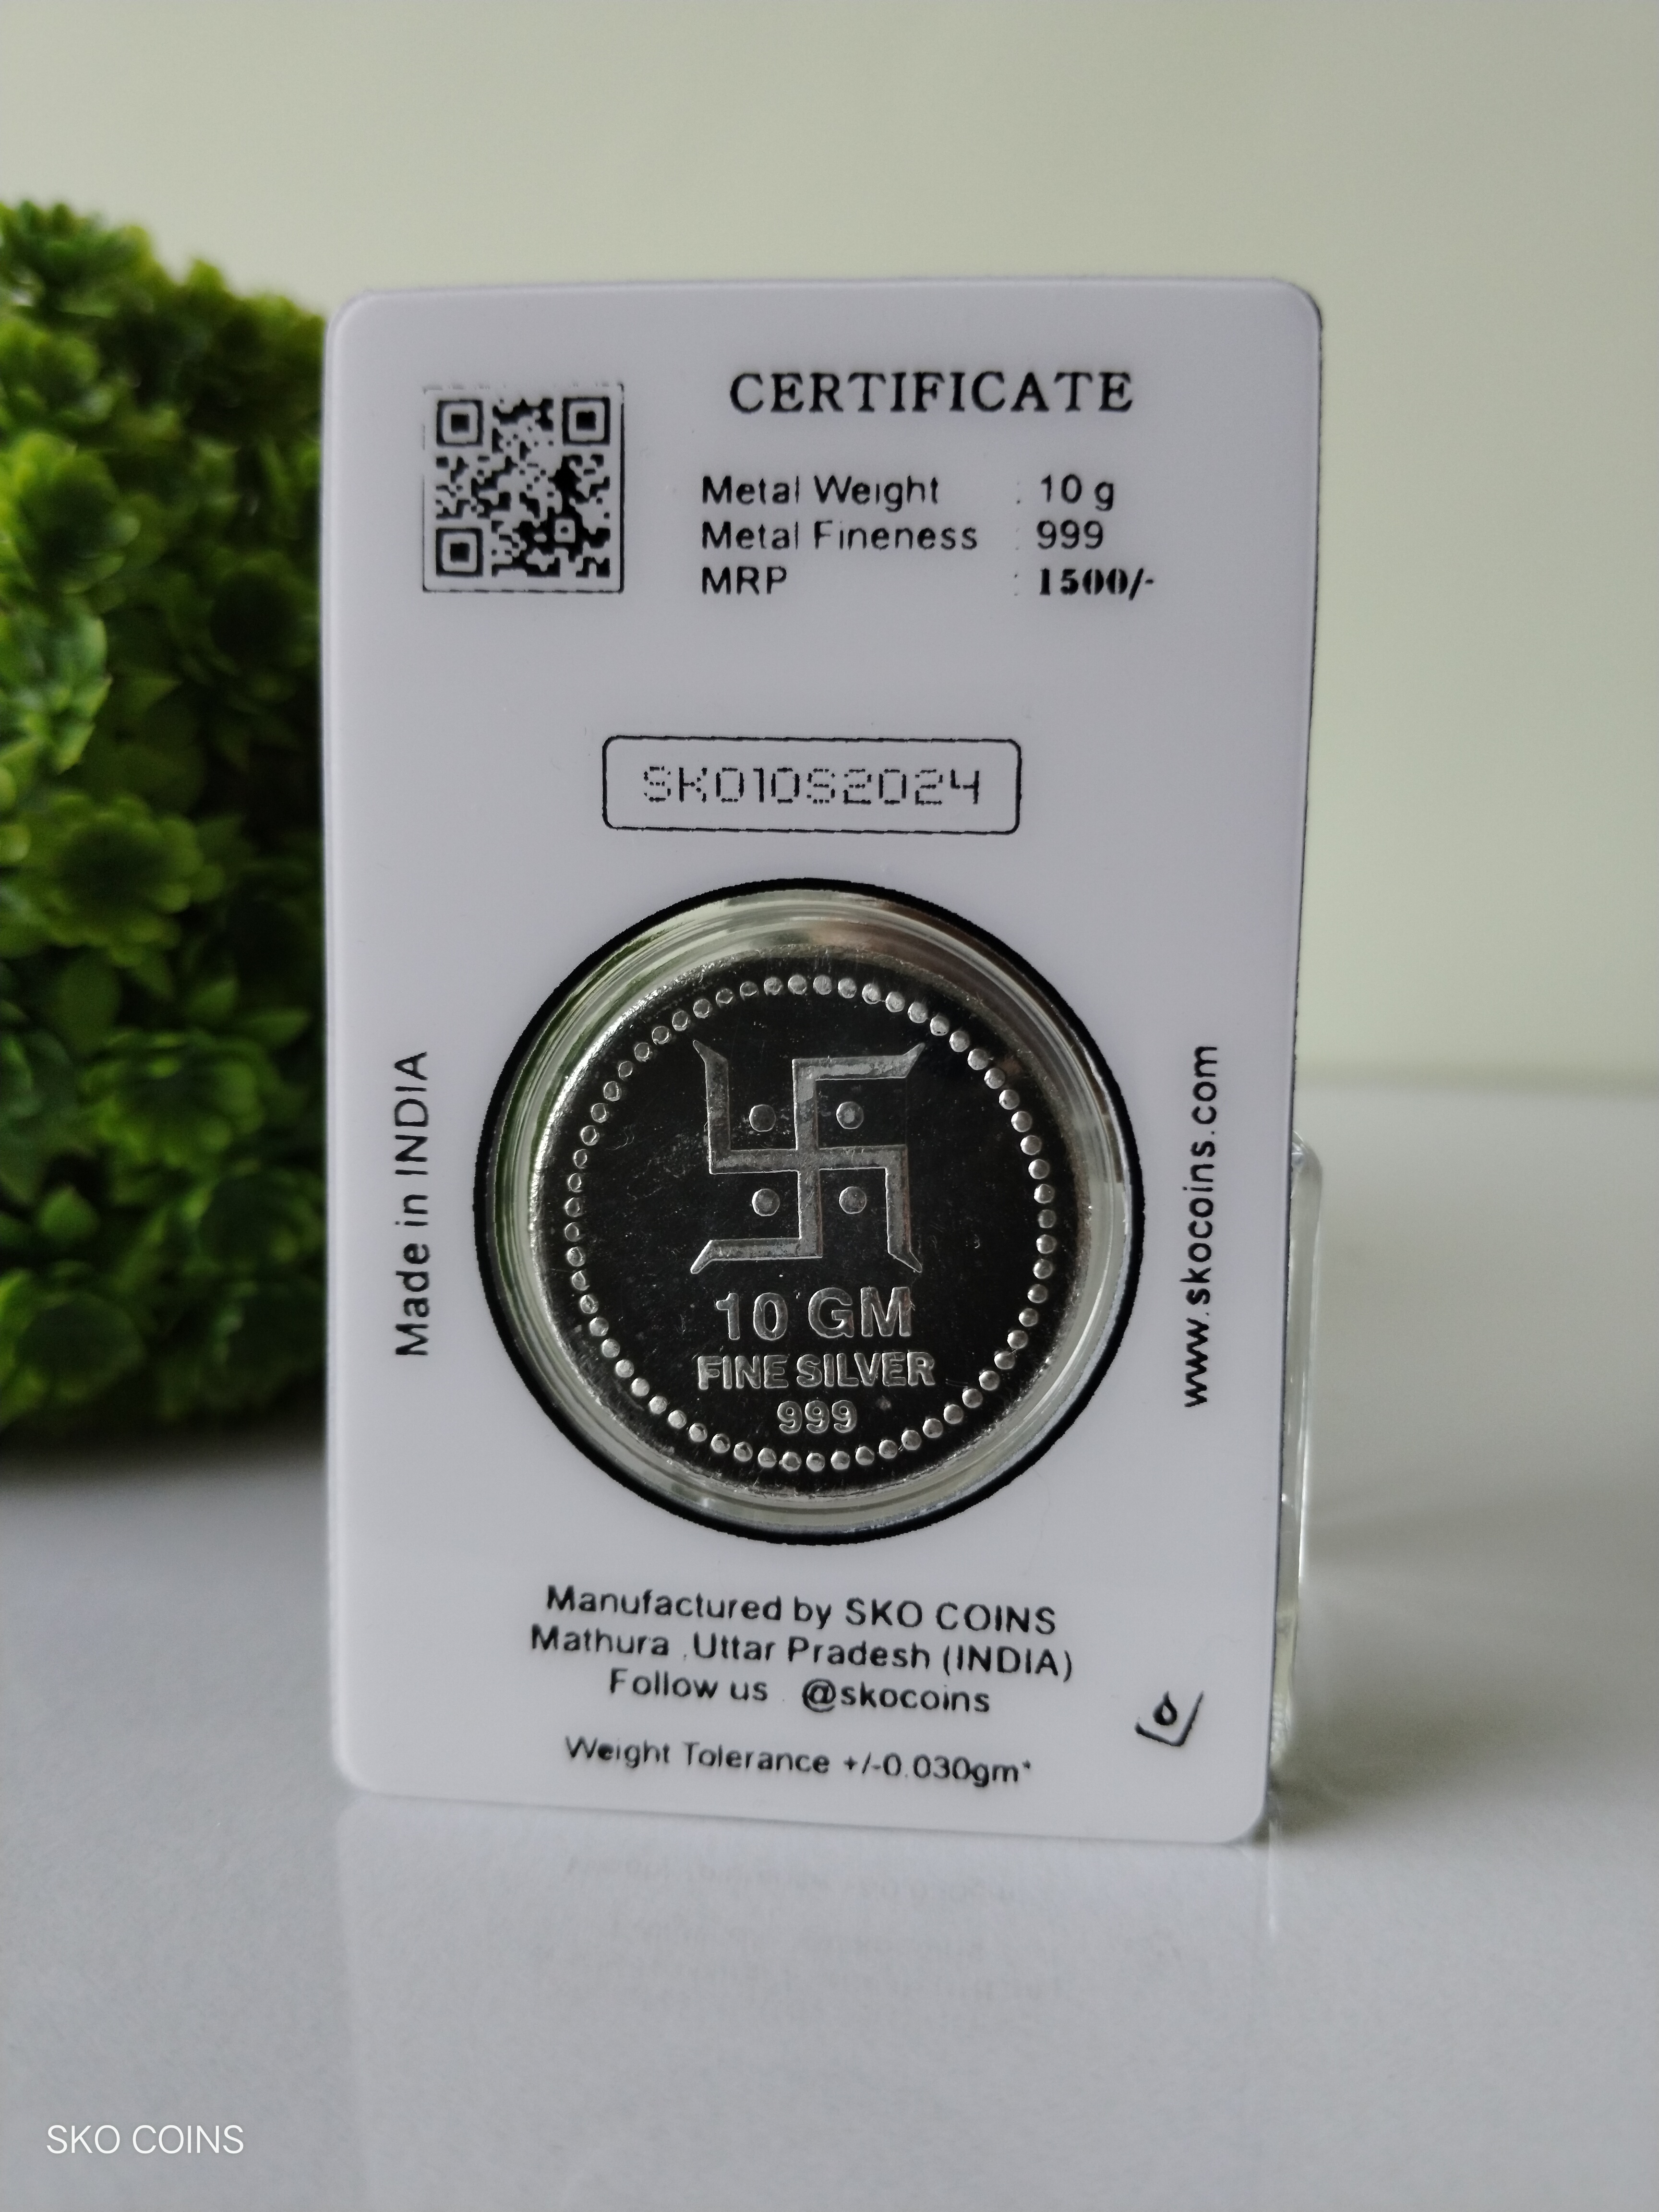 CERTIFICATE
Metal Weight : 10 g
Metal Fineness : 999
MRP : 1500/-
SKO10S2024
Made in INDIA
www.skocoins.com
10 GM
FINE SILVER
999
Manufactured by SKO COINS
Mathura ,Uttar Pradesh (INDIA)
Follow us : @skocoins
Weight Tolerance +/-0.030gm*
SKO COINS